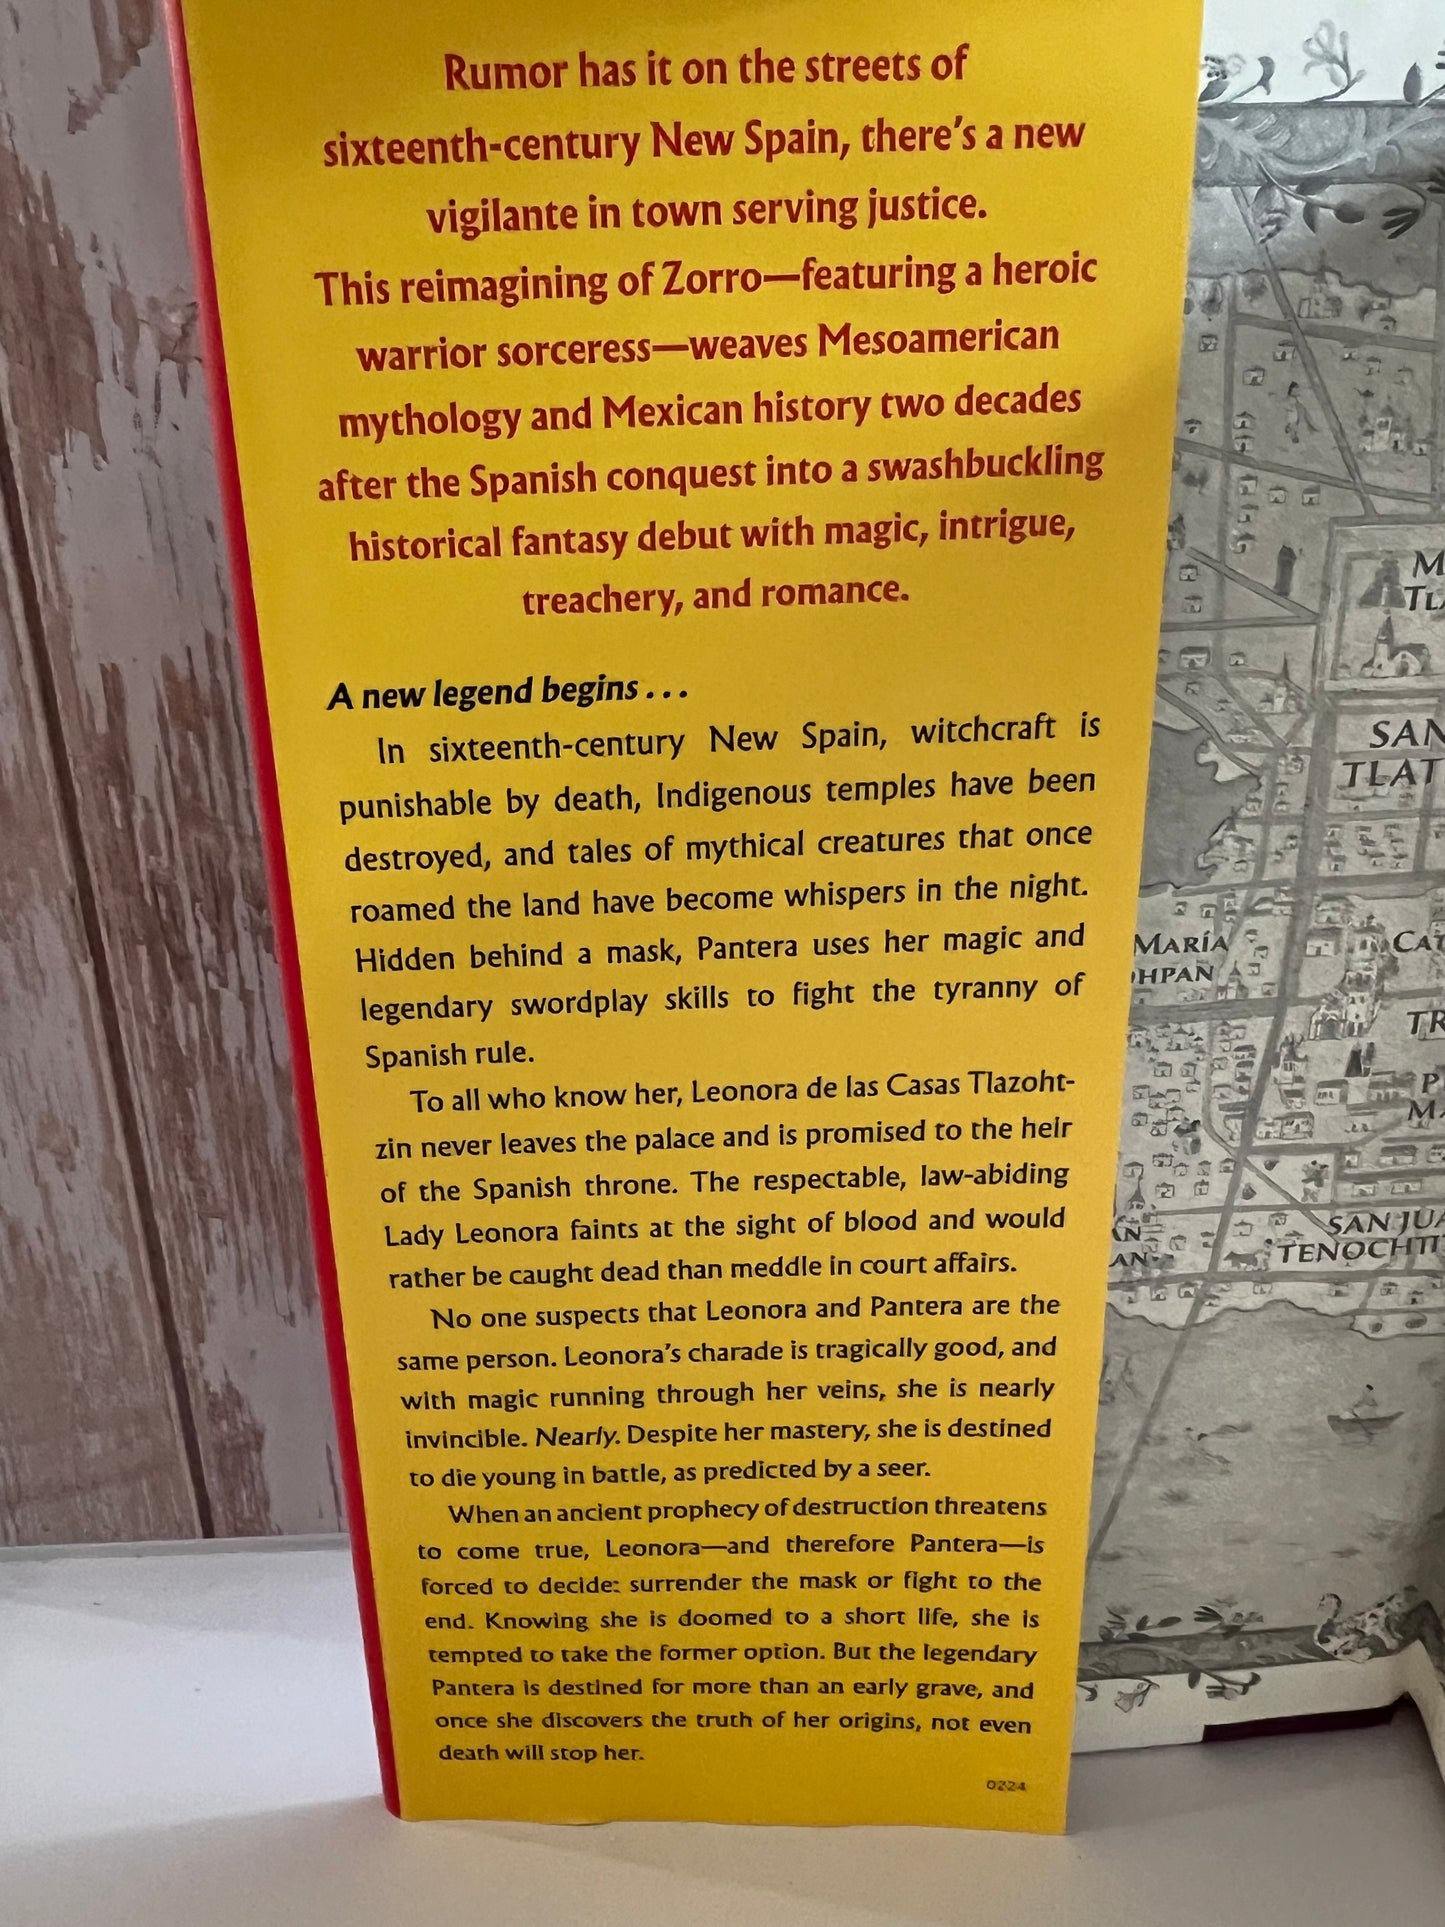 Rumor has it on the streets of
sixteenth-century New Spain, there's a new
vigilante in town serving justice.
This reimagining of Zorro—featuring a heroic
warrior sorceress—weaves Mesoamerican
mythology and Mexican history two decades
after the Spanish conquest into a swashbuckling
historical fantasy debut with magic, intrigue,
treachery, and romance.
A new legend begins . . .
In sixteenth-century New Spain, witchcraft is
punishable by death, Indigenous temples have been
destroyed, and tales of mythical creatures that once
roamed the land have become whispers in the night.
Hidden behind a mask, Pantera uses her magic and
legendary swordplay skills to fight the tyranny of
Spanish rule.
To all who know her, Leonora de las Casas Tlazoht-
zin never leaves the palace and is promised to the heir
of the Spanish throne. The respectable, law-abiding
Lady Leonora faints at the sight of blood and would
rather be caught dead than meddle in court affairs.
No one suspects that Leonora and Pantera are the
same person. Leonora's charade is tragically good, and
with magic running through her veins, she is nearly
invincible. Nearly. Despite her mastery, she is destined
to die young in battle, as predicted by a seer.
When an ancient prophecy of destruction threatens
to come true, Leonora—and therefore Pantera—is
forced to decide: surrender the mask or fight to the
end. Knowing she is doomed to a short life, she is
tempted to take the former option. But the legendary
Pantera is destined for more than an early grave, and
once she discovers the truth of her origins, not even
death will stop her.
0224
M
TL
SAN
TLAT
MARÍA
HPAN
CAT
TR
P
MA
SAN JUA
TENOCHTIT
AN